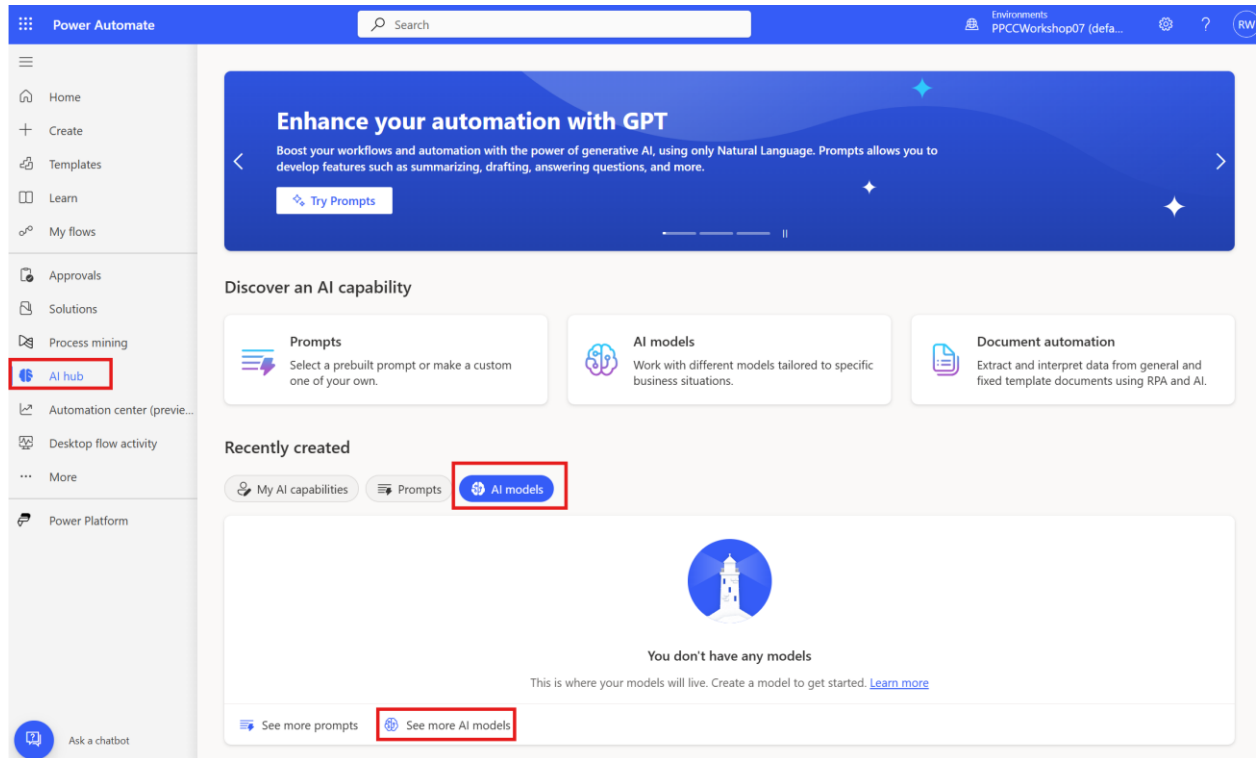 Power Automate
Search
Environments
PPCCWorkshop07 (defa...
?
RW
Home
Create
Templates
Learn
My flows
Approvals
Solutions
Process mining
AI hub
Automation center (previe...
Desktop flow activity
More
Power Platform
Ask a chatbot
Enhance your automation with GPT
Boost your workflows and automation with the power of generative AI, using only Natural Language. Prompts allows you to
develop features such as summarizing, drafting, answering questions, and more.
Try Prompts
Discover an AI capability
Prompts
Select a prebuilt prompt or make a custom
one of your own.
AI models
Work with different models tailored to specific
business situations.
Document automation
Extract and interpret data from general and
fixed template documents using RPA and AI.
Recently created
My AI capabilities
Prompts
AI models
You don't have any models
This is where your models will live. Create a model to get started. Learn more
See more prompts
See more AI models